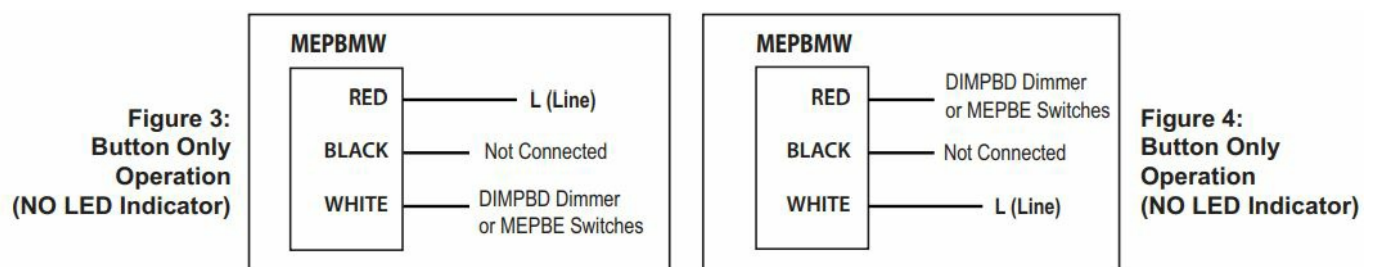 Figure 3:
Button Only
Operation
(NO LED Indicator)
MEPBMW
RED
L (Line)
BLACK
Not Connected
WHITE
DIMPBD Dimmer
or MEPBE Switches
MEPBMW
RED
DIMPBD Dimmer
or MEPBE Switches
BLACK
Not Connected
WHITE
L (Line)
Figure 4:
Button Only
Operation
(NO LED Indicator)